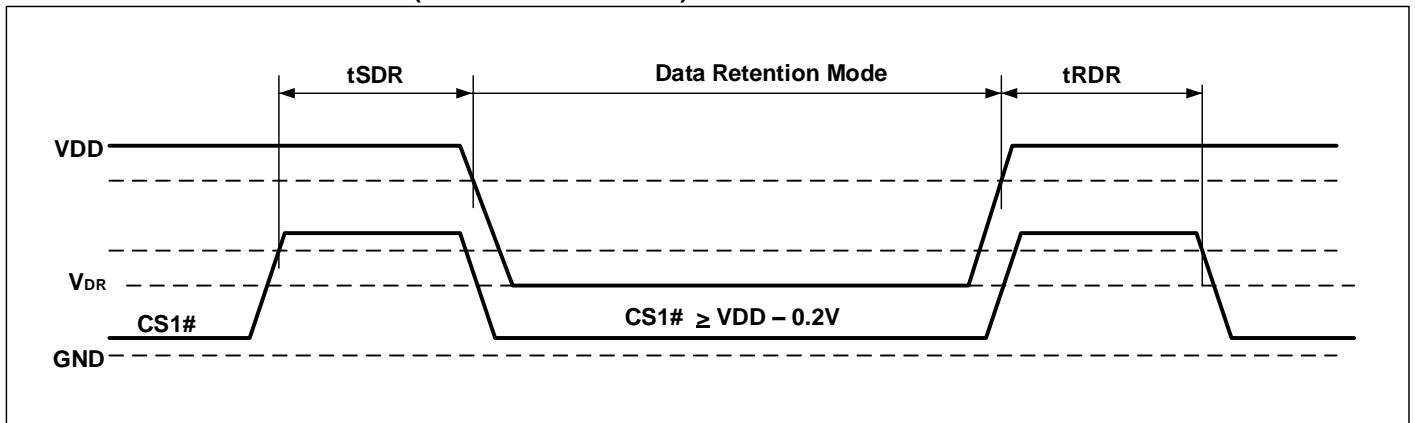 tSDR Data Retention Mode tRDR
VDD
VDR
CS1# CS1# ≥ VDD – 0.2V
GND